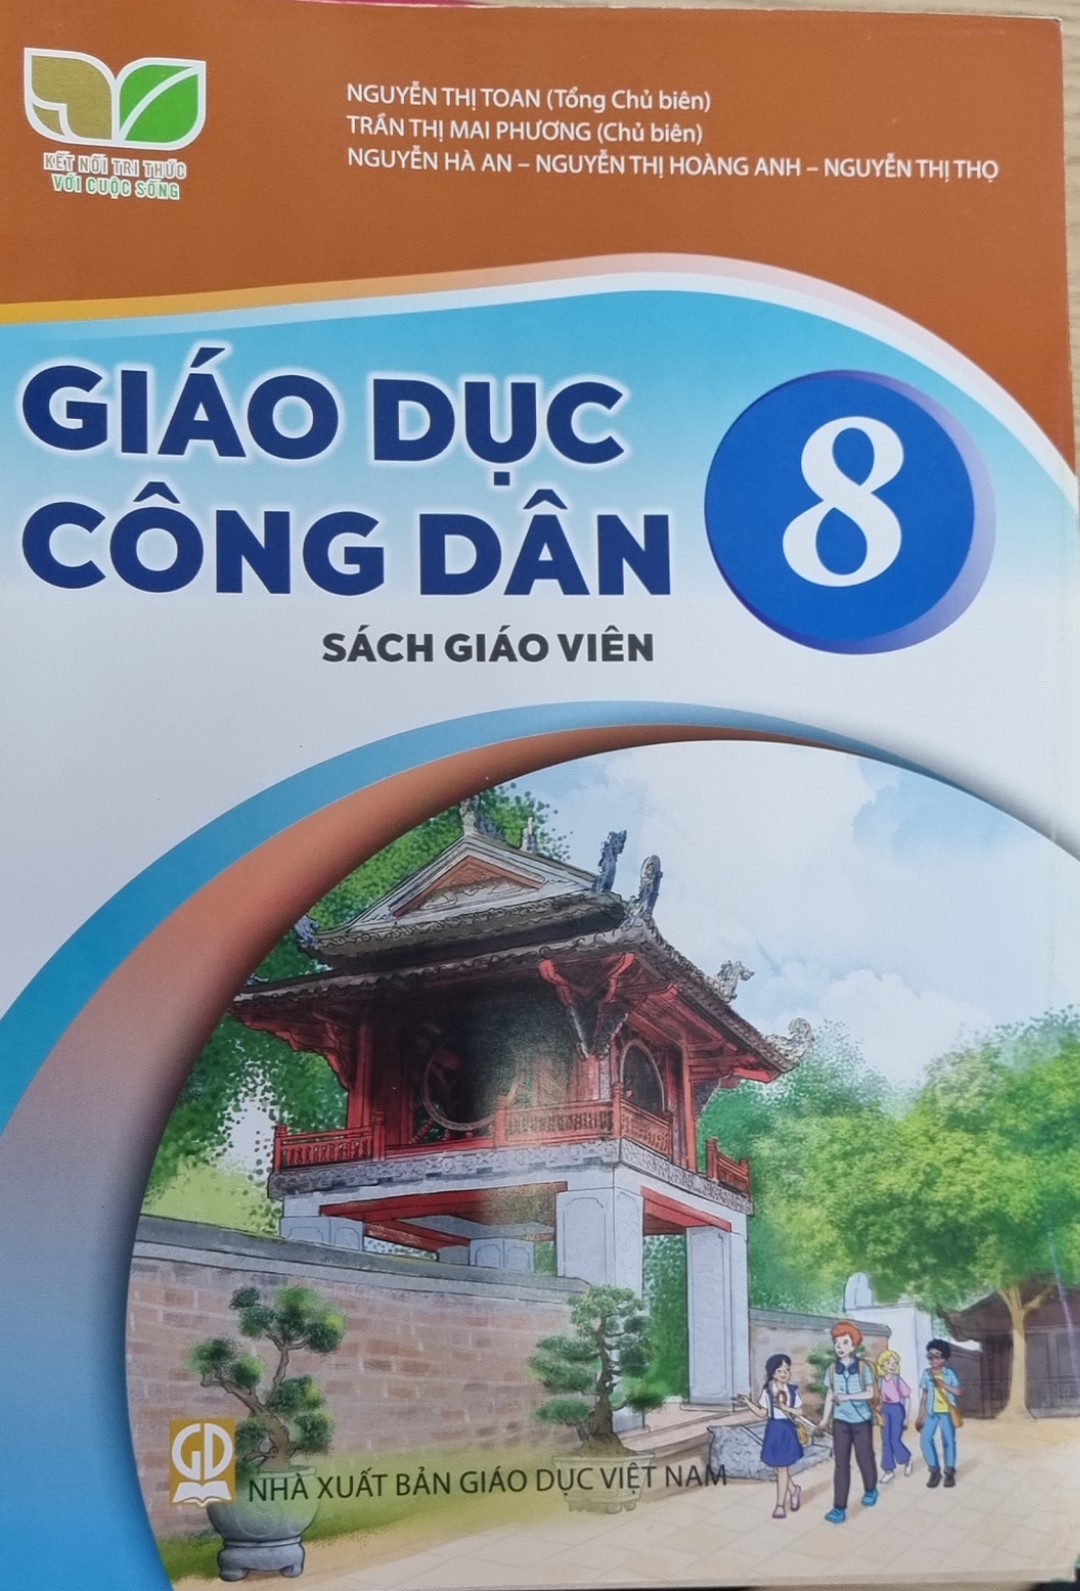 KẾT NỐI TRI THỨC
VỚI CUỘC SỐNG
NGUYỄN THỊ TOAN (Tổng Chủ biên)
TRẦN THỊ MAI PHƯƠNG (Chủ biên)
NGUYỄN HÀ AN – NGUYỄN THỊ HOÀNG ANH – NGUYỄN THỊ THỌ
GIÁO DỤC
CÔNG DÂN
8
SÁCH GIÁO VIÊN
GD
NHÀ XUẤT BẢN GIÁO DỤC VIỆT NAM